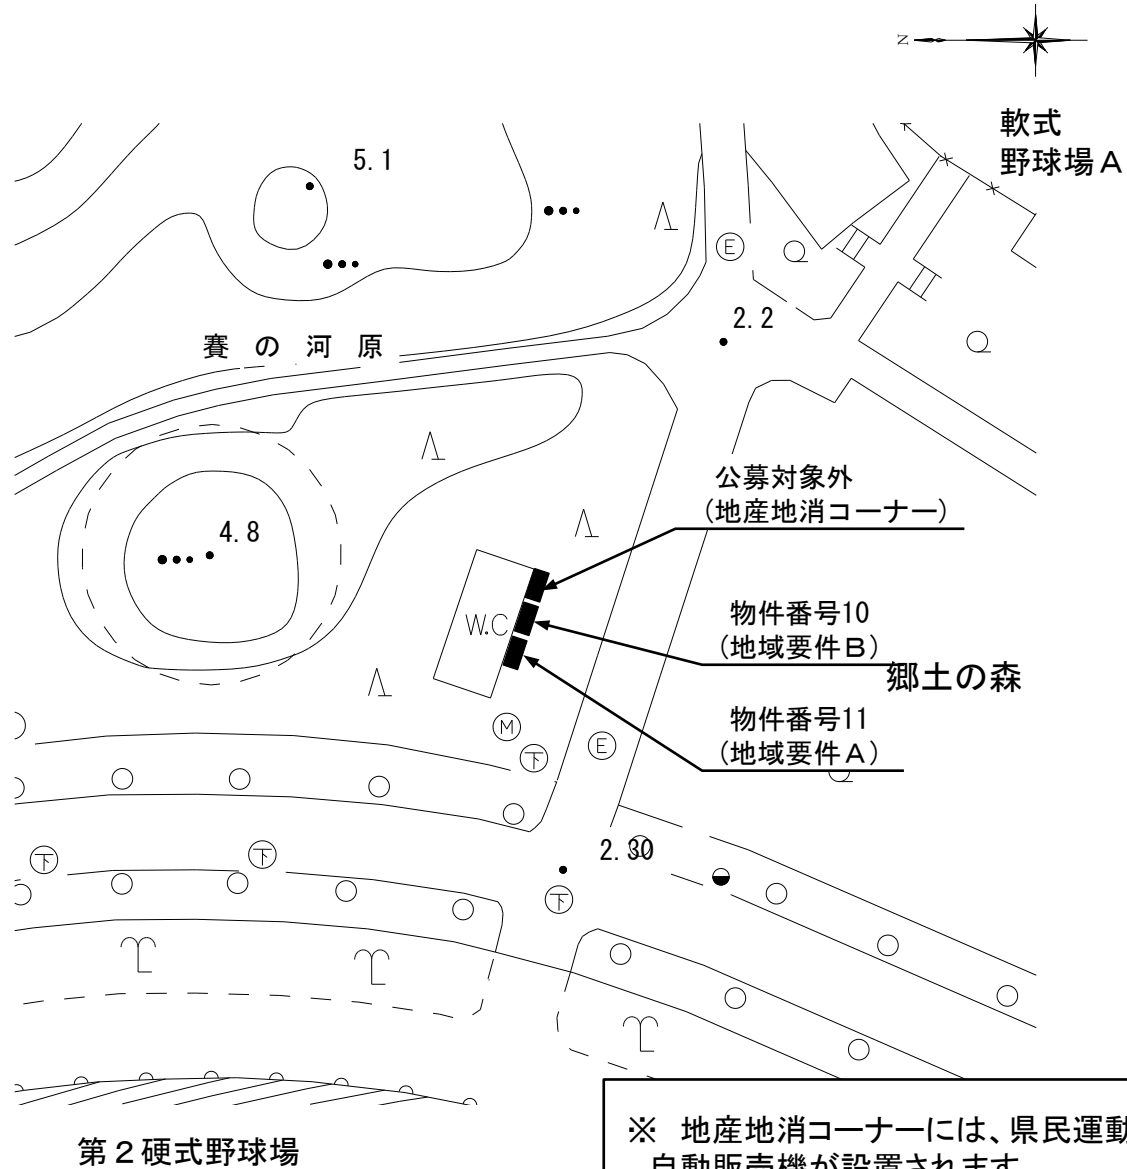 N
軟式
野球場A
5.1
E
2.2
賽の河原
公募対象外
(地産地消コーナー)
4.8
物件番号10
(地域要件B)
W.C
郷土の森
物件番号11
(地域要件A)
M
下
E
2.30
下
下
下
※ 地産地消コーナーには、県民運動
自動販売機が設置されます
第2硬式野球場